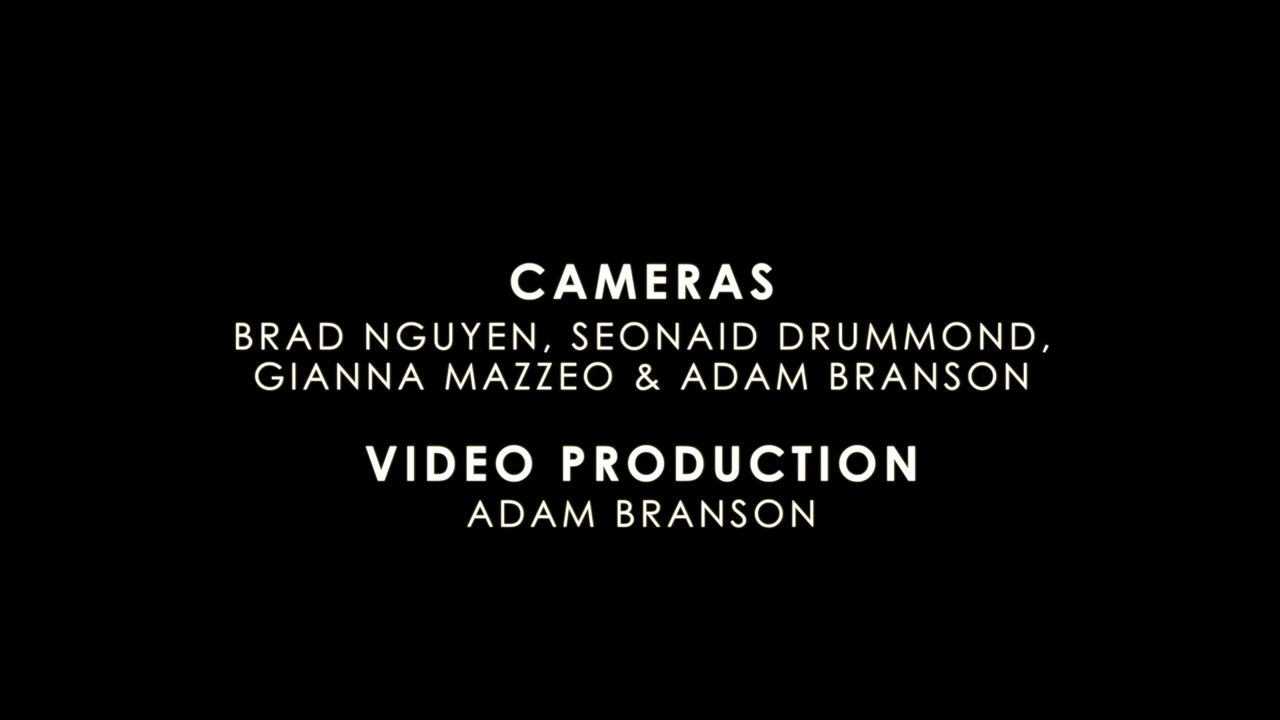 CAMERAS
BRAD NGUYEN, SEONAID DRUMMOND,
GIANNA MAZZEO & ADAM BRANSON
VIDEO PRODUCTION
ADAM BRANSON